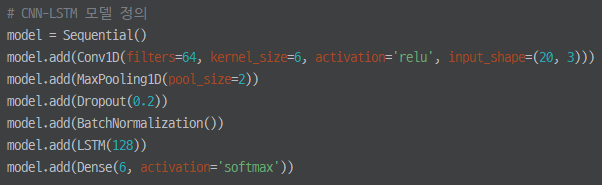 # CNN-LSTM 모델 정의
model = Sequential()
model.add(Conv1D(filters=64, kernel_size=6, activation='relu', input_shape=(20, 3)))
model.add(MaxPooling1D(pool_size=2))
model.add(Dropout(0.2))
model.add(BatchNormalization())
model.add(LSTM(128))
model.add(Dense(6, activation='softmax'))